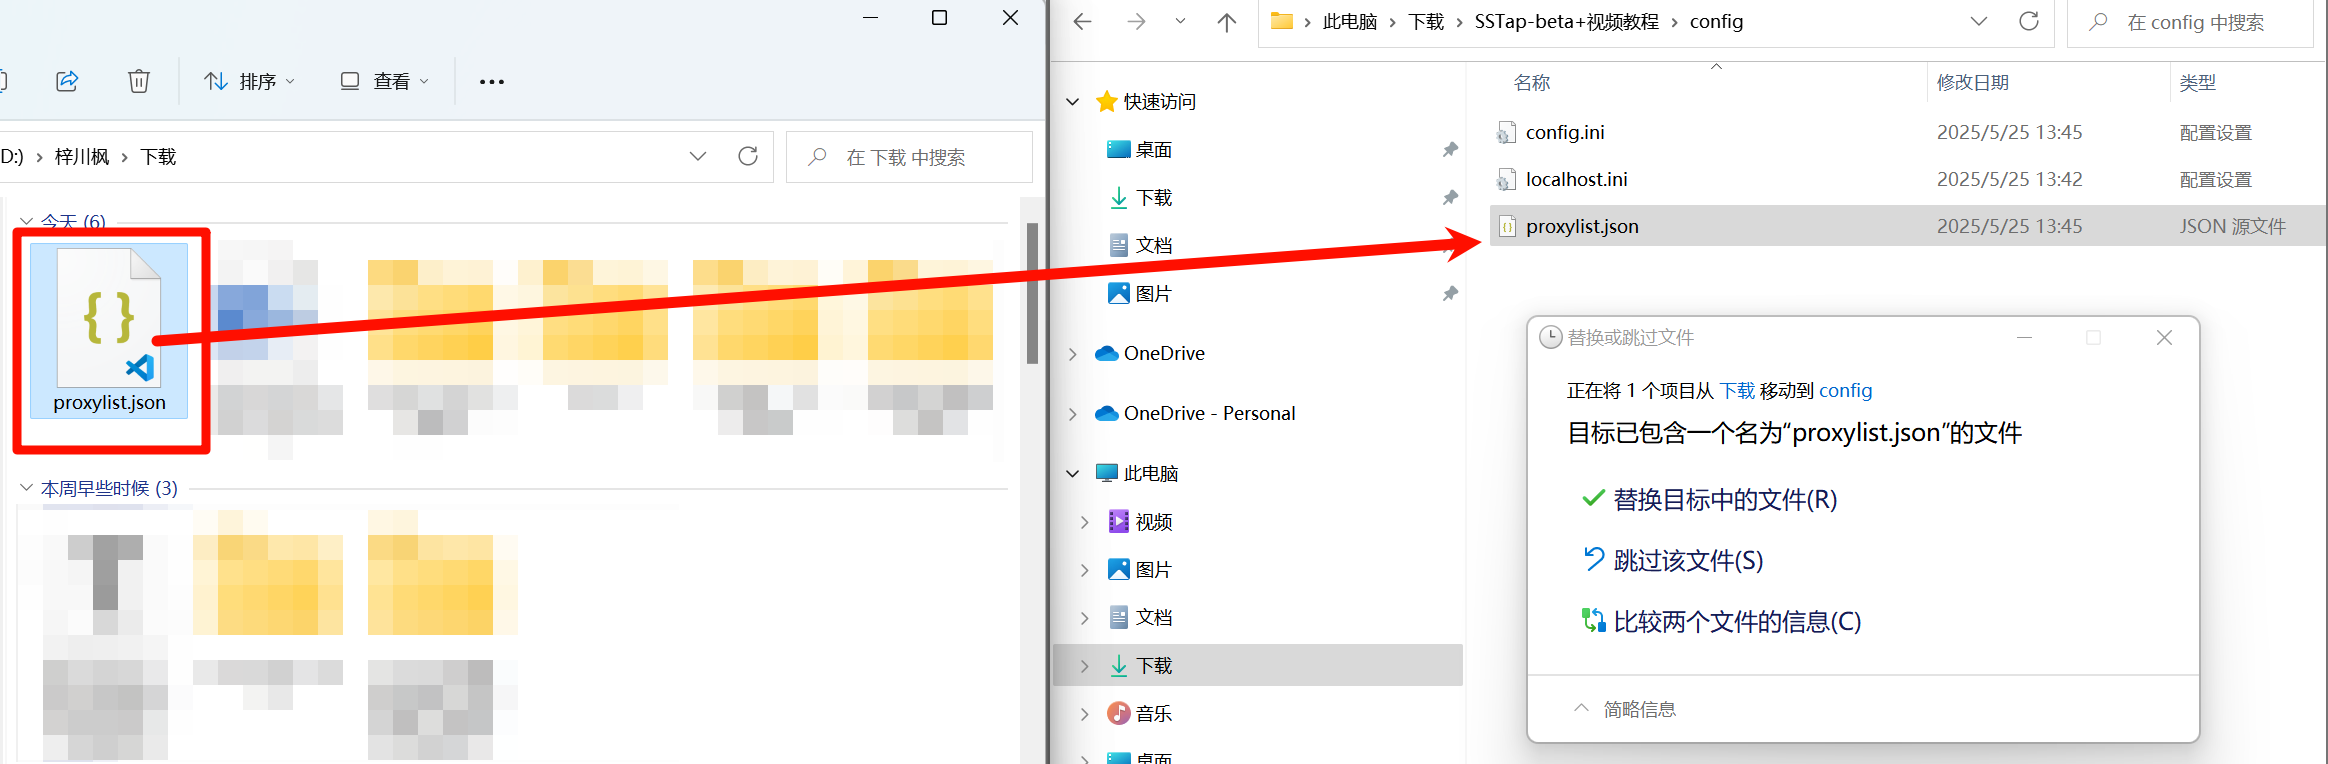 排序
查看
D:) › 梓川枫 › 下载
在 下载 中搜索
今天 (6)
proxylist.json
本周早些时候 (3)
此电脑 › 下载 › SSTap-beta+视频教程 › config
在 config 中搜索
快速访问
桌面
下载
文档
图片
OneDrive
OneDrive - Personal
此电脑
视频
图片
文档
下载
音乐
桌面
名称 修改日期 类型
config.ini 2025/5/25 13:45 配置设置
localhost.ini 2025/5/25 13:42 配置设置
proxylist.json 2025/5/25 13:45 JSON 源文件
替换或跳过文件
正在将 1 个项目从 下载 移动到 config
目标已包含一个名为“proxylist.json”的文件
替换目标中的文件(R)
跳过该文件(S)
比较两个文件的信息(C)
简略信息